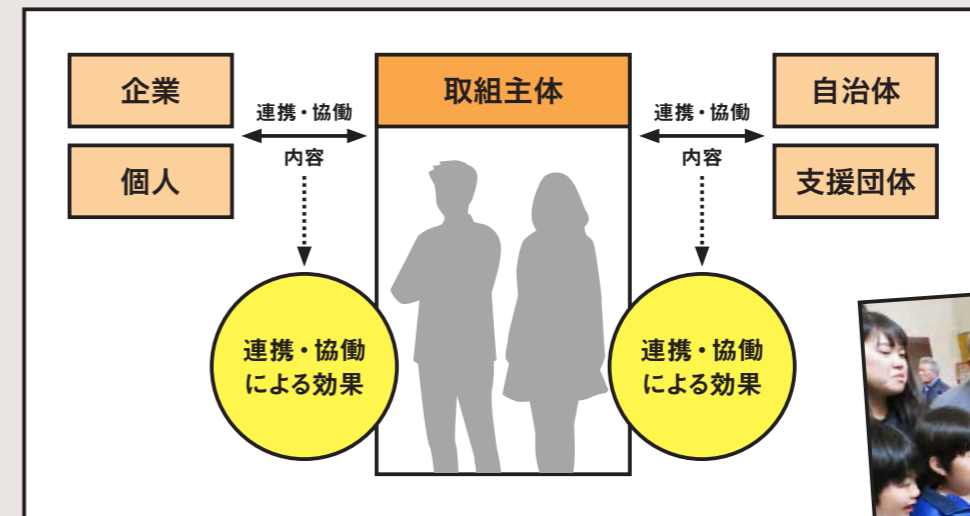 企業
個人
連携・協働
内容
連携・協働
による効果
取組主体
連携・協働
内容
連携・協働
による効果
自治体
支援団体